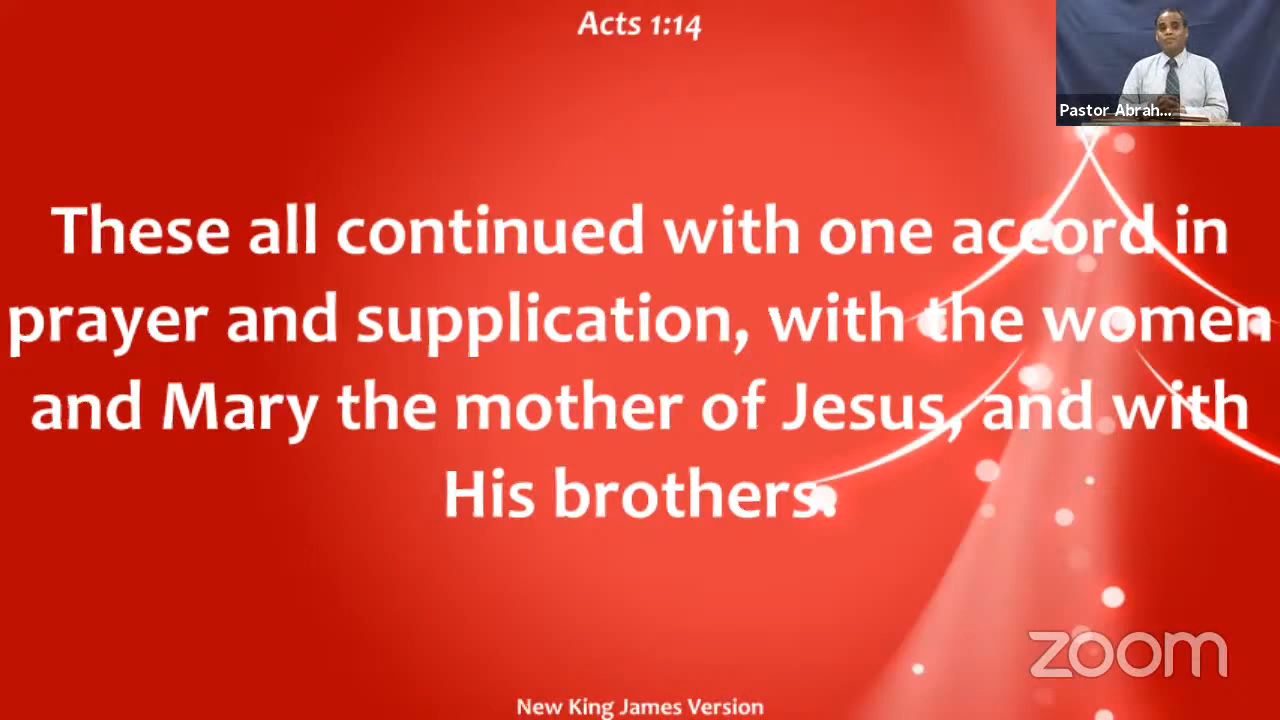 Acts 1:14
Pastor Abrah...
These all continued with one accord in
prayer and supplication, with the women
and Mary the mother of Jesus, and with
His brothers.
zoom
New King James Version